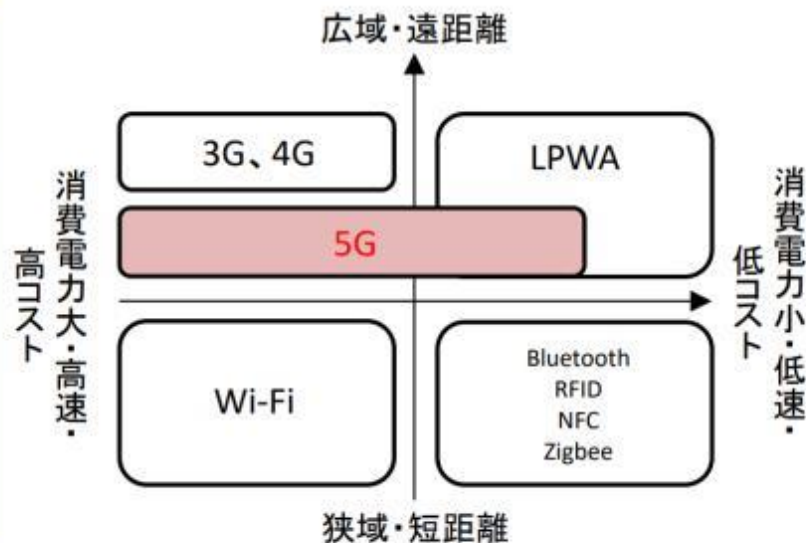 広域・遠距離
3G、4G
LPWA
5G
消費電力大・高速・
高コスト
消費電力小・低速・
低コスト
Wi-Fi
Bluetooth
RFID
NFC
Zigbee
狭域・短距離